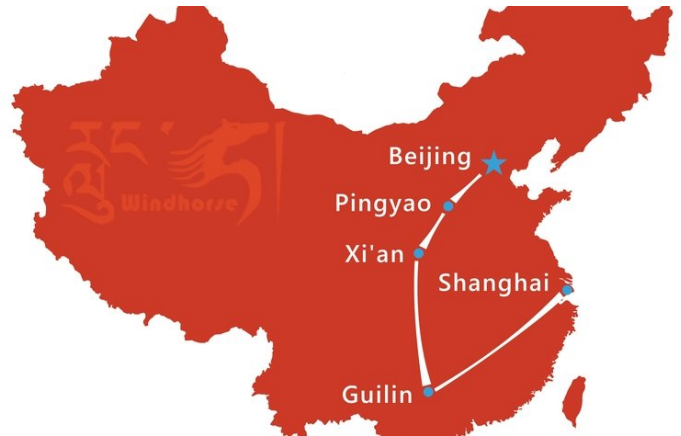 Beijing
Pingyao
Xi'an
Shanghai
Guilin
རླུང་
རྟ།
Windhorse